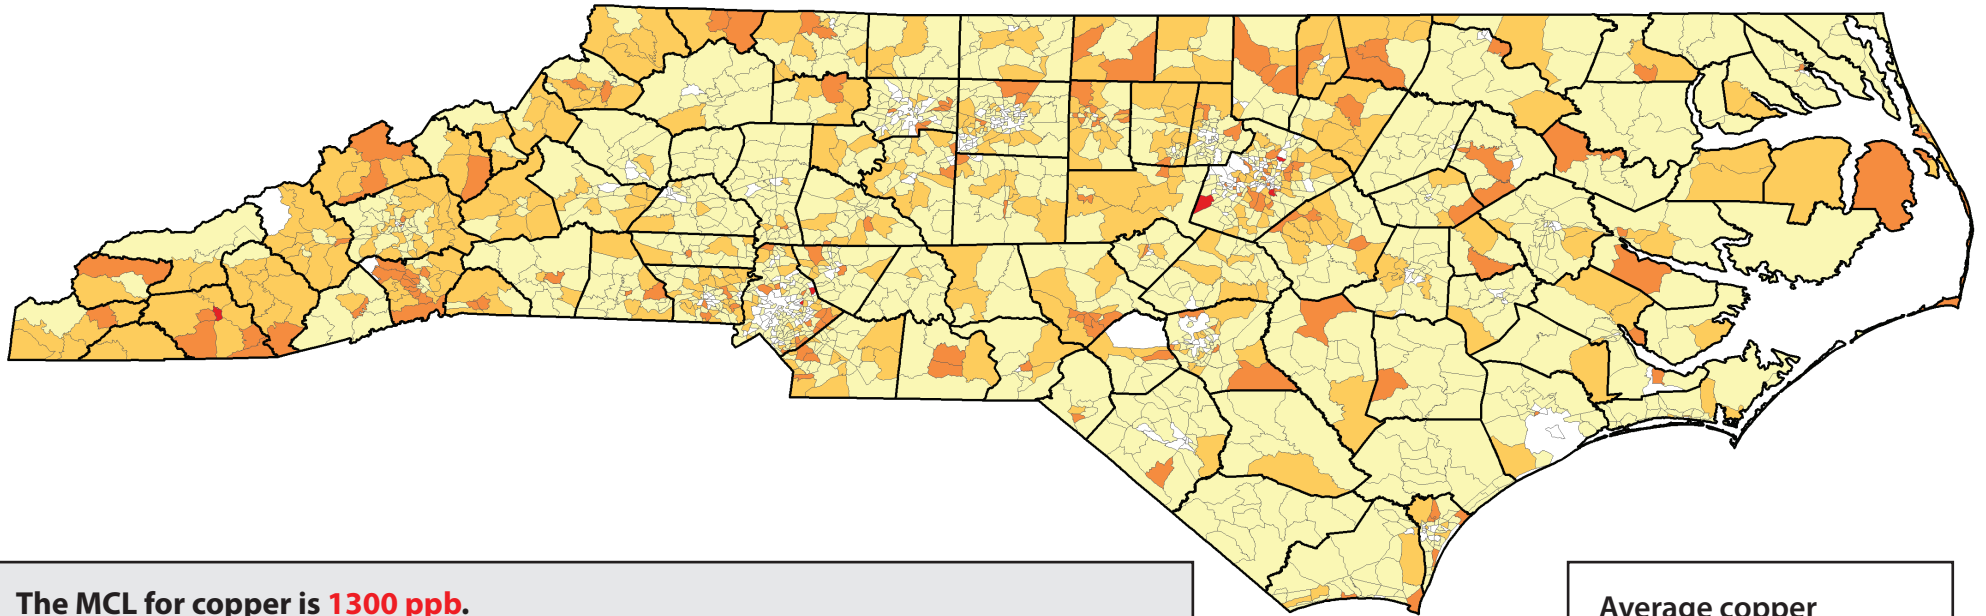 The MCL for copper is 1300 ppb.
Average copper